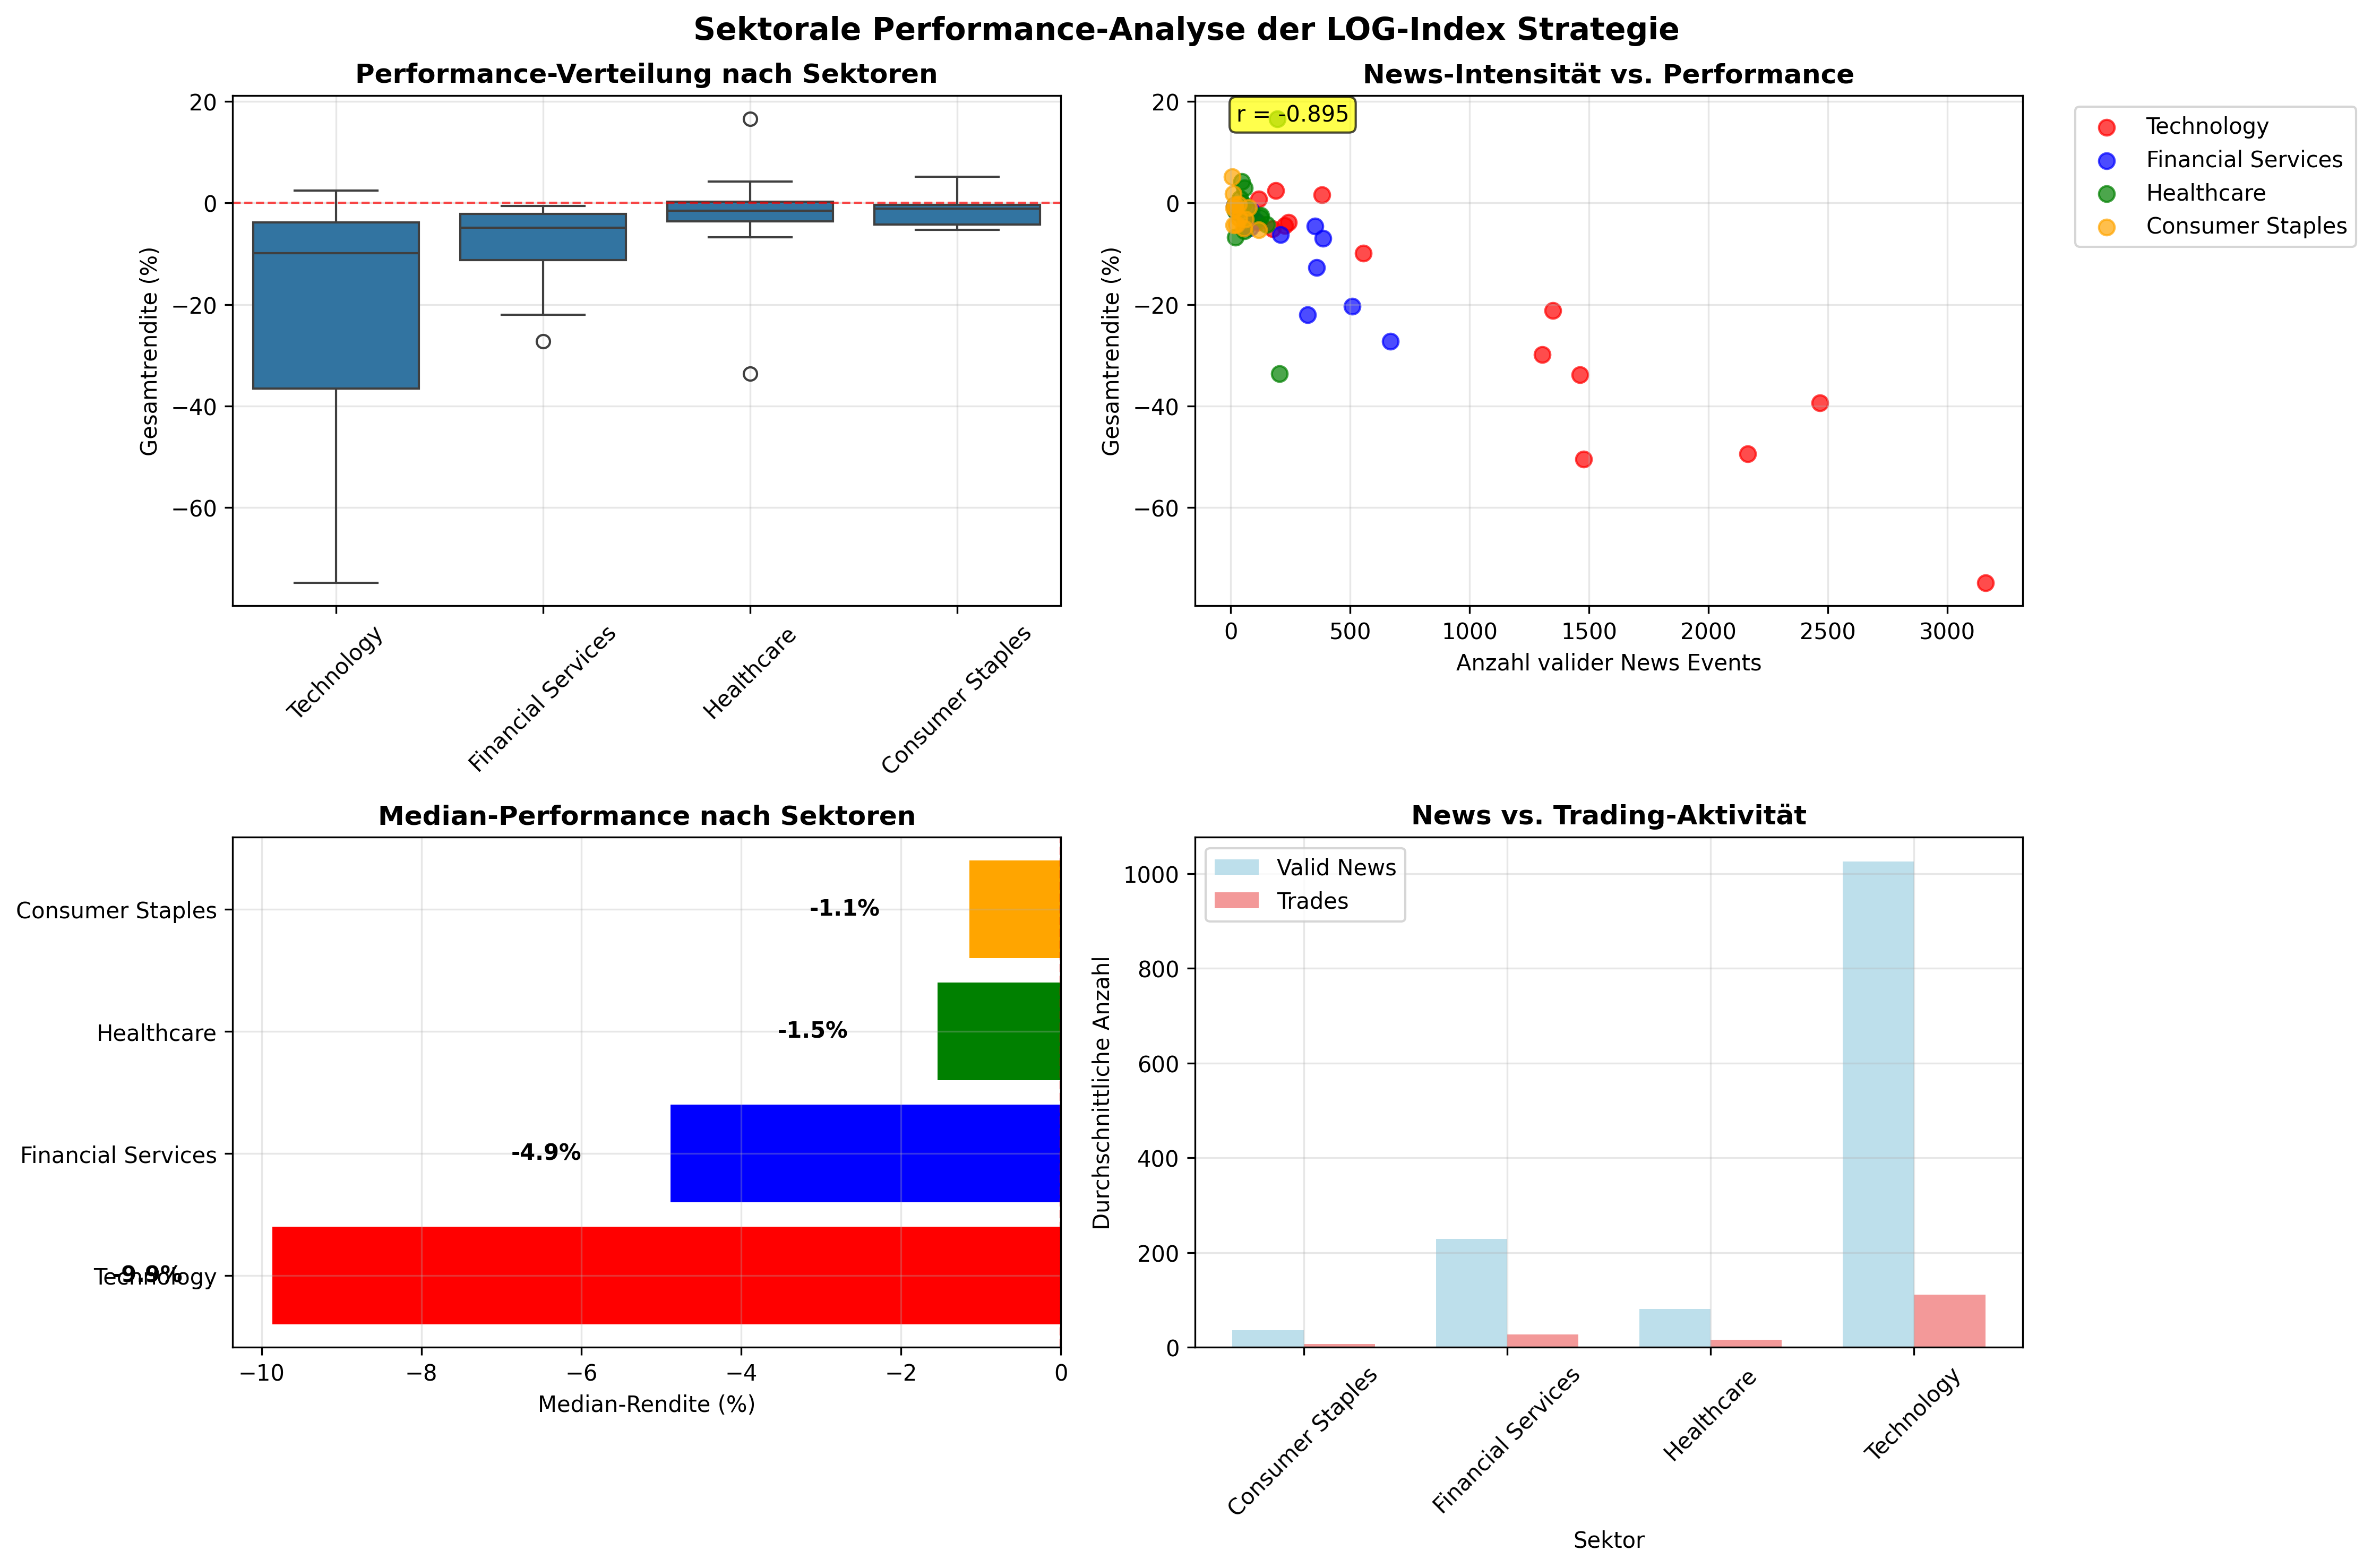 Sektorale Performance-Analyse der LOG-Index Strategie
Performance-Verteilung nach Sektoren
20
0
−20
−40
−60
Gesamtrendite (%)
Technology
Financial Services
Healthcare
Consumer Staples
News-Intensität vs. Performance
r = -0.895
20
0
−20
−40
−60
Gesamtrendite (%)
0 500 1000 1500 2000 2500 3000
Anzahl valider News Events
Technology
Financial Services
Healthcare
Consumer Staples
Median-Performance nach Sektoren
Consumer Staples -1.1%
Healthcare -1.5%
Financial Services -4.9%
Technology -9.9%
−10 −8 −6 −4 −2 0
Median-Rendite (%)
News vs. Trading-Aktivität
Valid News
Trades
1000
800
600
400
200
0
Durchschnittliche Anzahl
Consumer Staples
Financial Services
Healthcare
Technology
Sektor